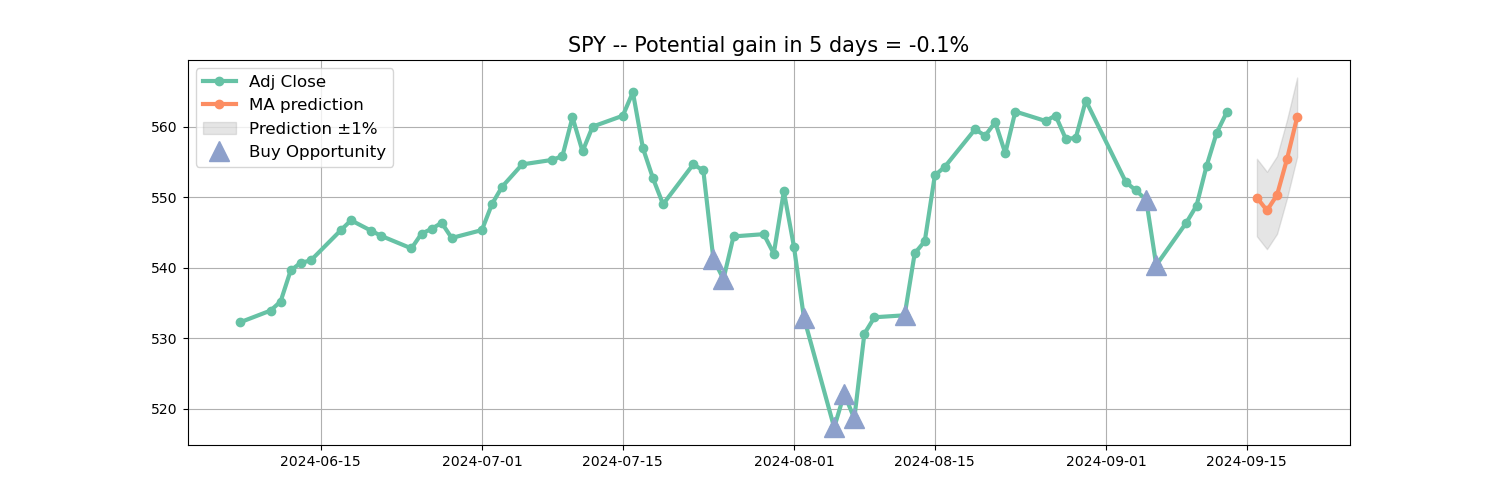 SPY -- Potential gain in 5 days = -0.1%
Adj Close
MA prediction
Prediction ±1%
Buy Opportunity
560
550
540
530
520
2024-06-15 2024-07-01 2024-07-15 2024-08-01 2024-08-15 2024-09-01 2024-09-15